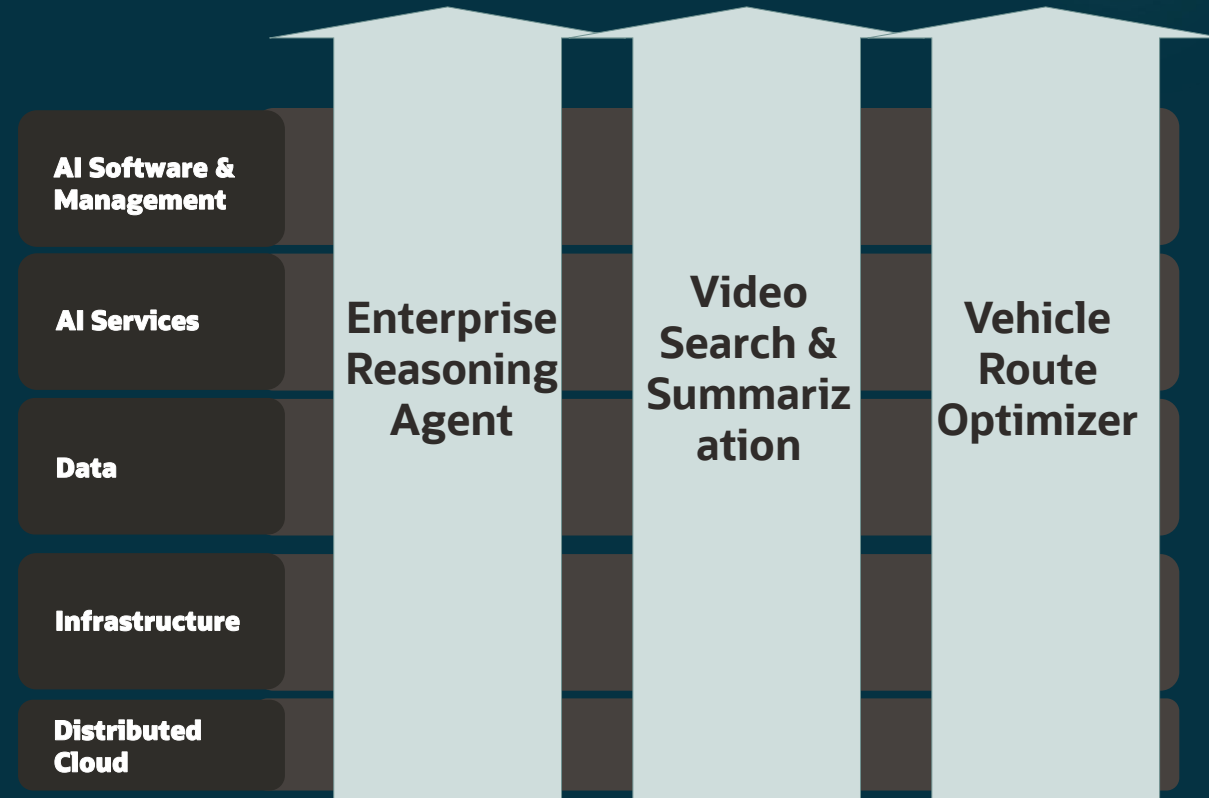 AI Software &
Management
AI Services
Data
Infrastructure
Distributed
Cloud
Enterprise
Reasoning
Agent
Video
Search &
Summariz
ation
Vehicle
Route
Optimizer